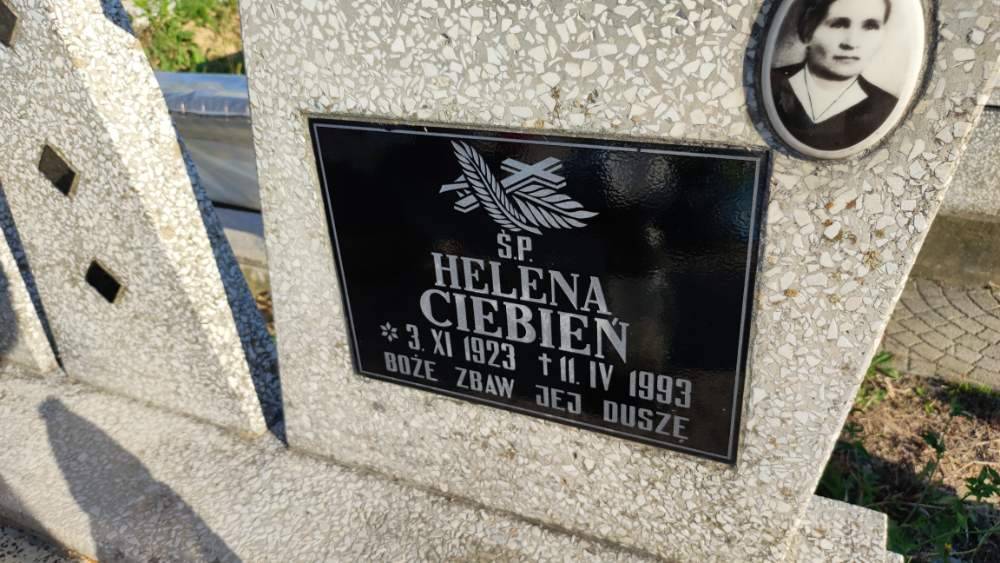 Ś.P.
HELENA
CIEBIEŃ
* 3. XI 1923 † 11. IV 1993
BOŻE ZBAW JEJ DUSZĘ